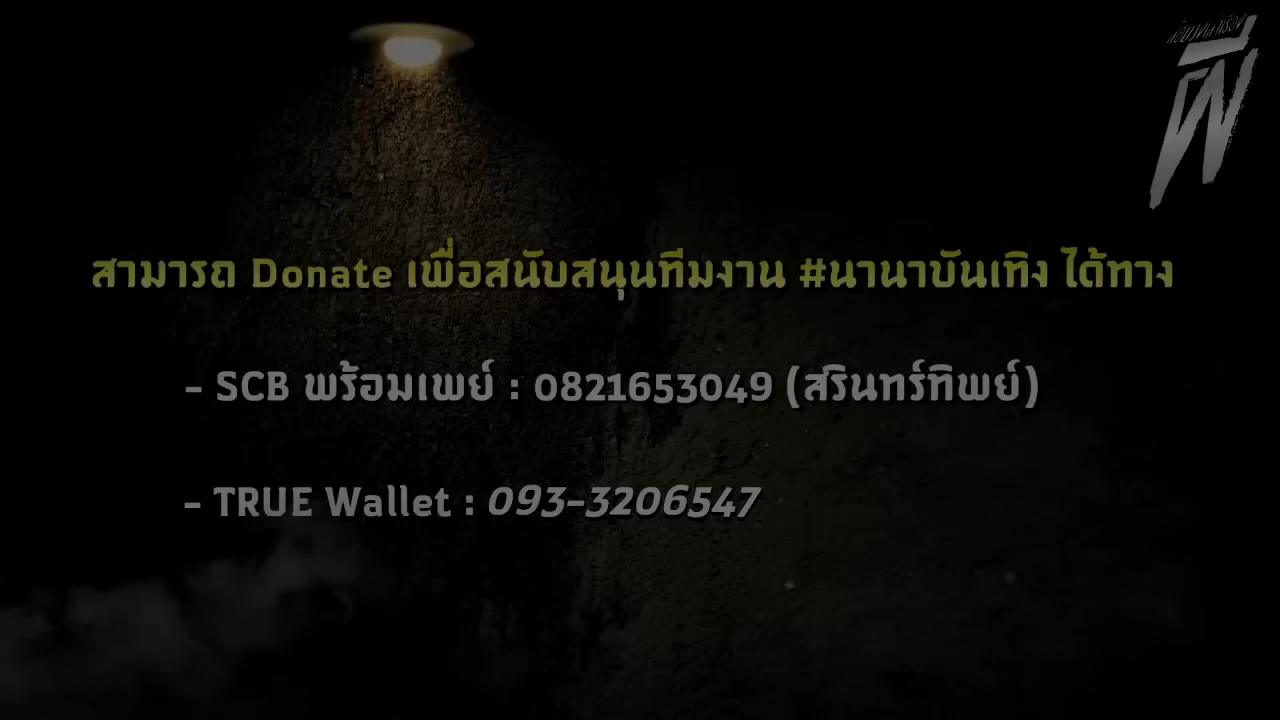 ผี
สามารถ Donate เพื่อสนับสนุนทีมงาน #นานาบันเทิง ได้ทาง
- SCB พร้อมเพย์ : 0821653049 (สรินทร์ทิพย์)
- TRUE Wallet : 093-3206547